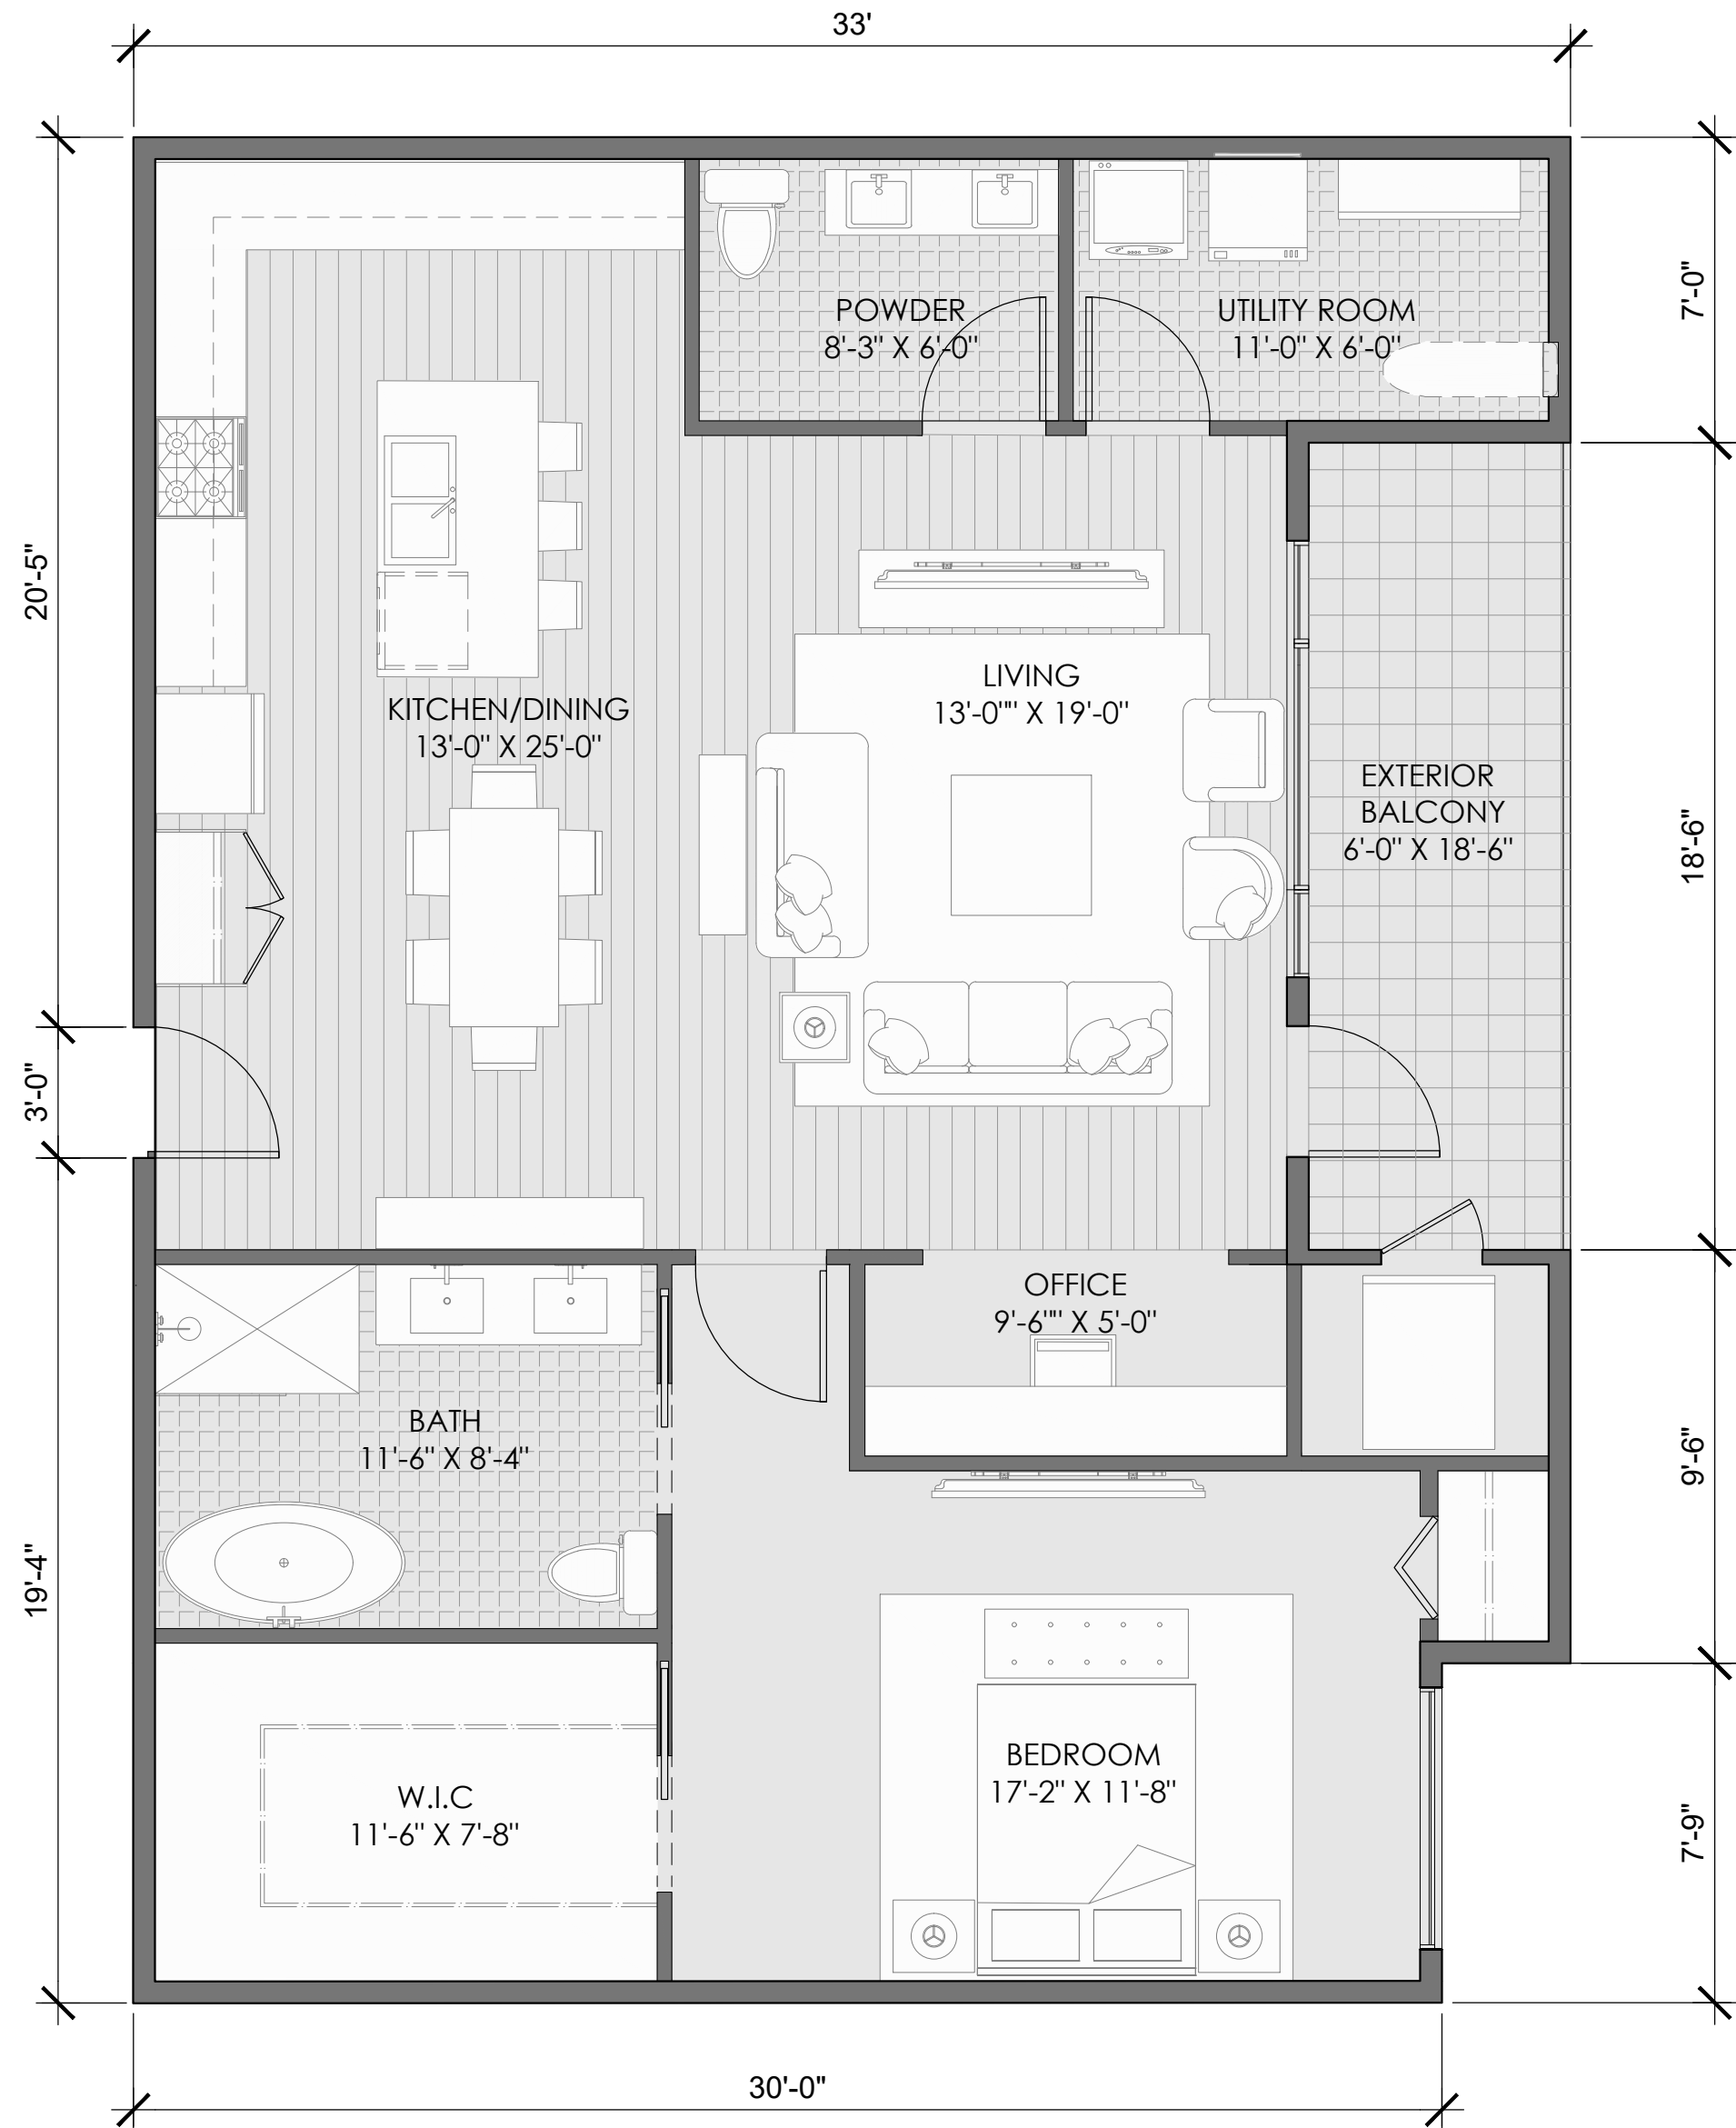 33'
7'-0"
POWDER
8'-3" X 6'-0"
UTILITY ROOM
11'-0" X 6'-0"
20'-5"
LIVING
13'-0"" X 19'-0"
KITCHEN/DINING
13'-0" X 25'-0"
EXTERIOR
BALCONY
6'-0" X 18'-6"
18'-6"
3'-0"
OFFICE
9'-6"" X 5'-0"
BATH
11'-6" X 8'-4"
9'-6"
19'-4"
BEDROOM
17'-2" X 11'-8"
W.I.C
11'-6" X 7'-8"
7'-9"
30'-0"